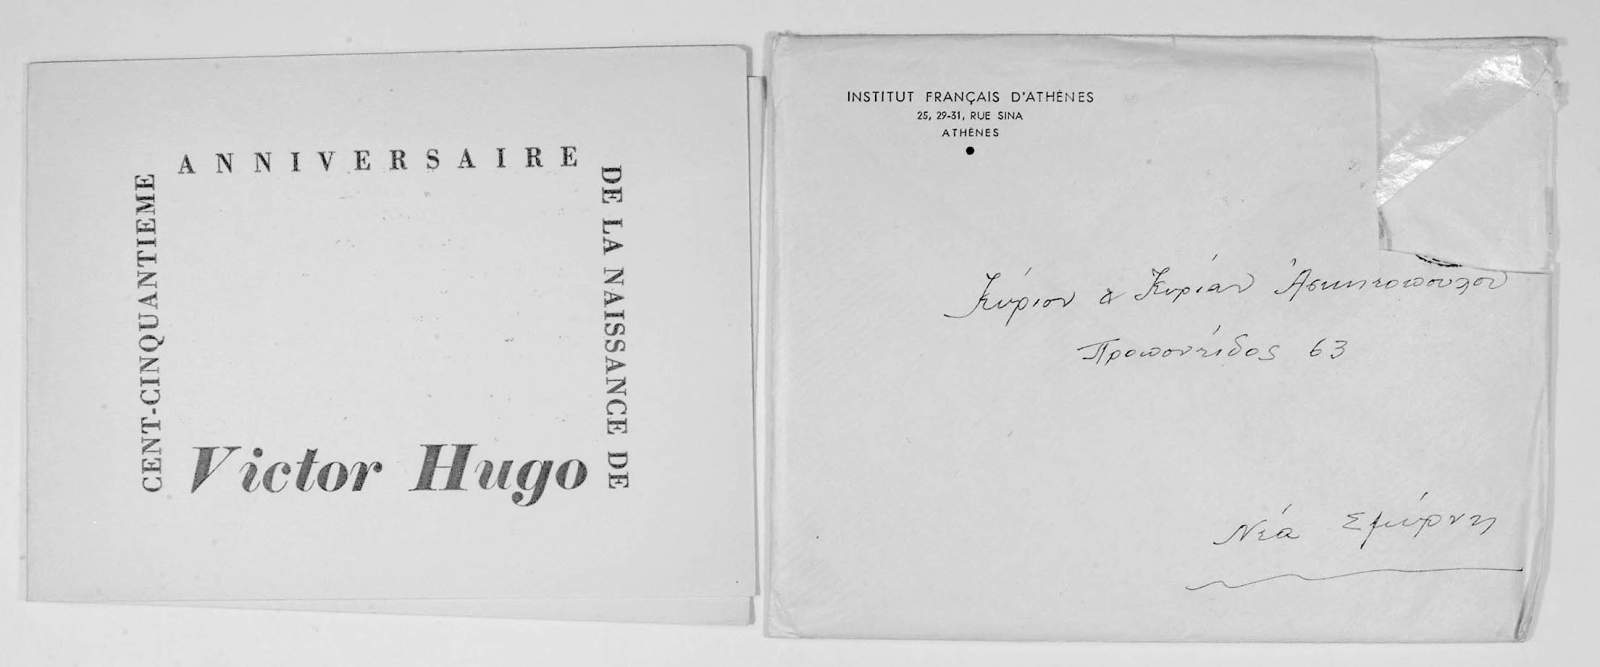 CENT-CINQUANTIEME
ANNIVERSAIRE
DE LA NAISSANCE DE
Victor Hugo
INSTITUT FRANÇAIS D'ATHÈNES
25, 29-31, RUE SINA
ATHÈNES
Κύριον & Κυρίαν Ἀσκητοπούλου
Προποντίδος 63
Νέα Σμύρνη